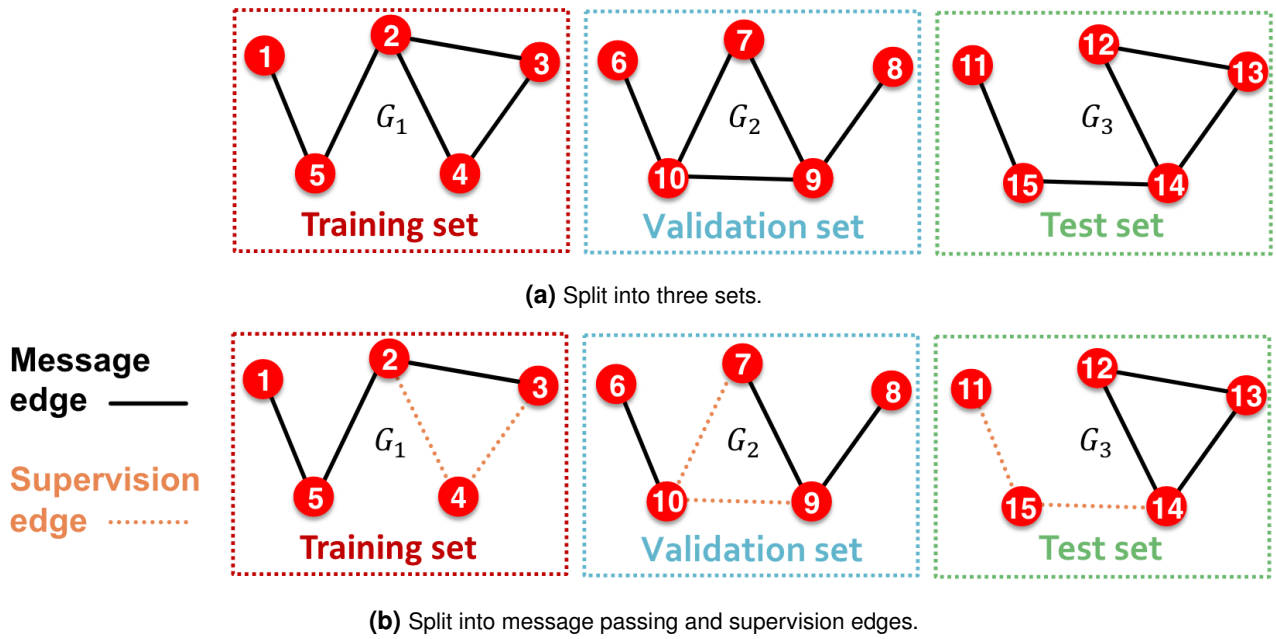 1
2
3
4
5
G₁
Training set
6
7
8
9
10
G₂
Validation set
11
12
13
14
15
G₃
Test set
(a) Split into three sets.
Message
edge
Supervision
edge
1
2
3
4
5
G₁
Training set
6
7
8
9
10
G₂
Validation set
11
12
13
14
15
G₃
Test set
(b) Split into message passing and supervision edges.